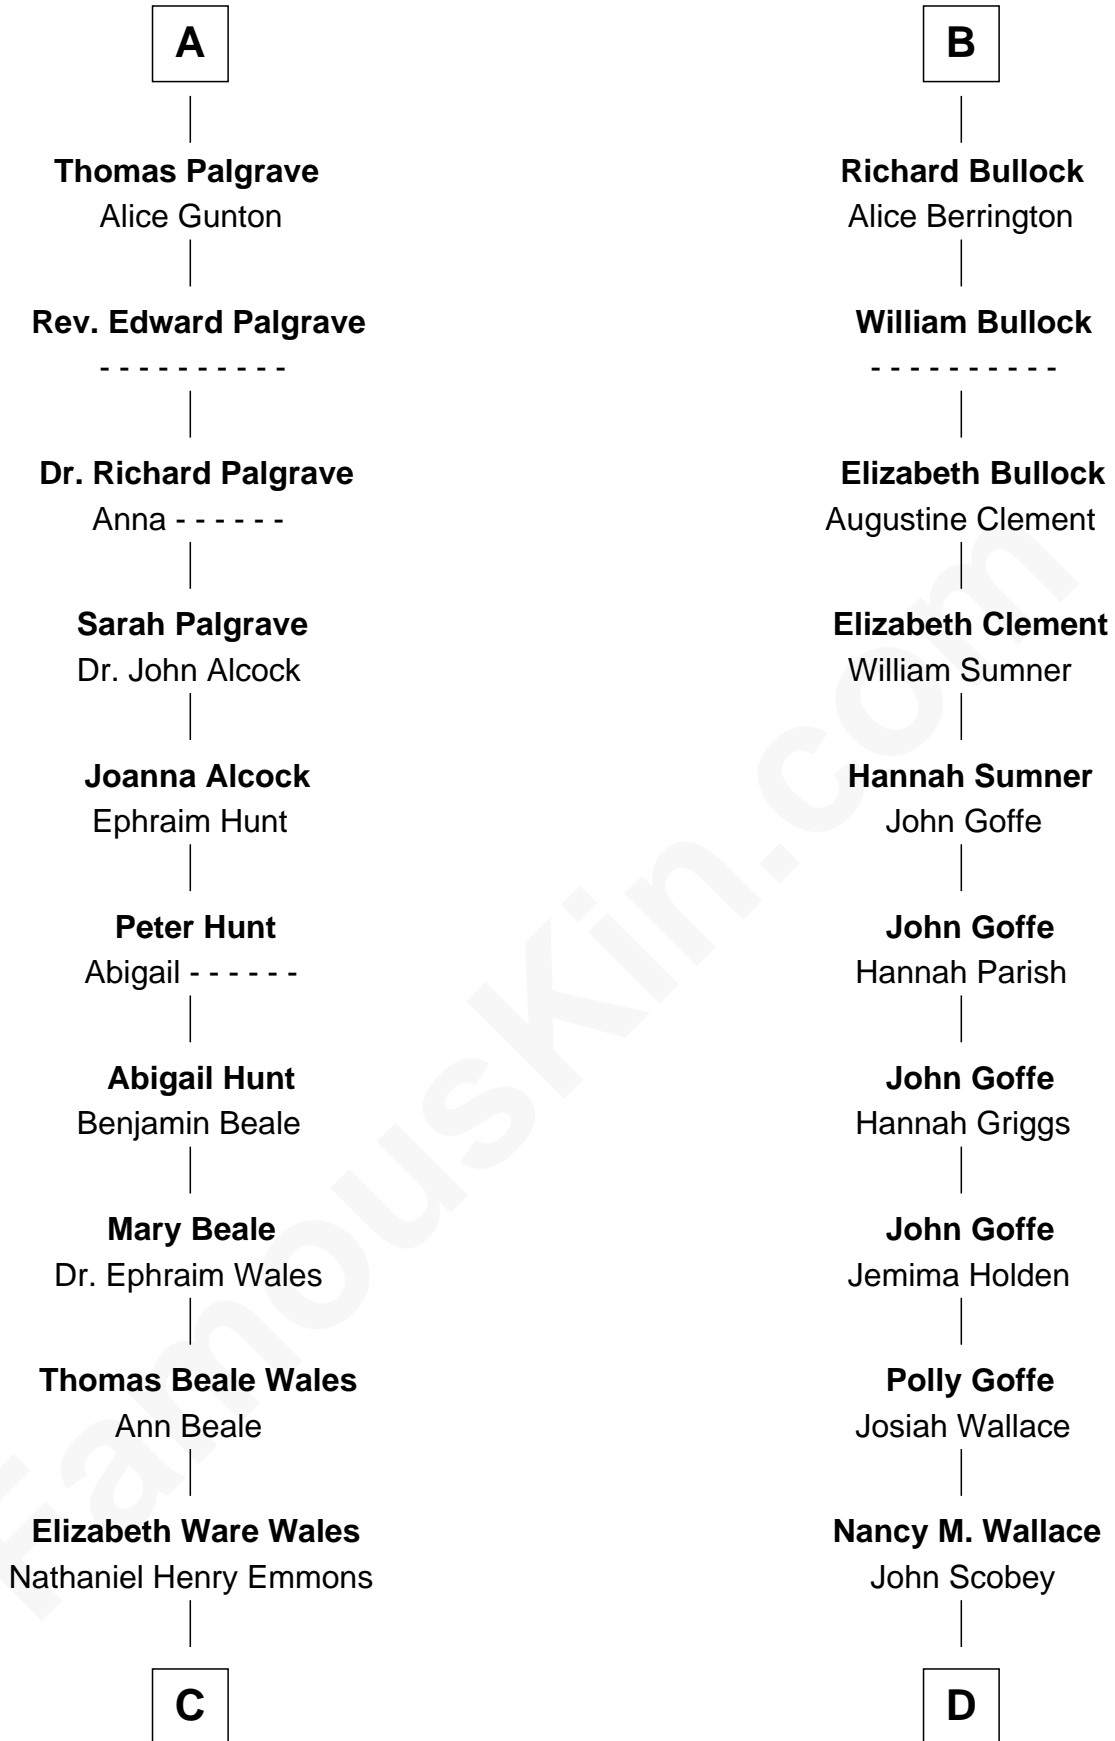 A
Thomas Palgrave
Alice Gunton
Rev. Edward Palgrave
- - - - - - - - - -
Dr. Richard Palgrave
Anna - - - - - -
Sarah Palgrave
Dr. John Alcock
Joanna Alcock
Ephraim Hunt
Peter Hunt
Abigail - - - - - -
Abigail Hunt
Benjamin Beale
Mary Beale
Dr. Ephraim Wales
Thomas Beale Wales
Ann Beale
Elizabeth Ware Wales
Nathaniel Henry Emmons
C
B
Richard Bullock
Alice Berrington
William Bullock
- - - - - - - - - -
Elizabeth Bullock
Augustine Clement
Elizabeth Clement
William Sumner
Hannah Sumner
John Goffe
John Goffe
Hannah Parish
John Goffe
Hannah Griggs
John Goffe
Jemima Holden
Polly Goffe
Josiah Wallace
Nancy M. Wallace
John Scobey
D
FamousKin.com